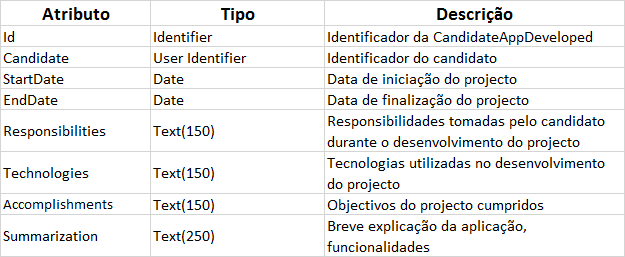 Atributo Tipo Descrição
Id Identifier Identificador da CandidateAppDeveloped
Candidate User Identifier Identificador do candidato
StartDate Date Data de iniciação do projecto
EndDate Date Data de finalização do projecto
Responsibilities Text(150) Responsibilidades tomadas pelo candidato
durante o desenvolvimento do projecto
Technologies Text(150) Tecnologias utilizadas no desenvolvimento
do projecto
Accomplishments Text(150) Objectivos do projecto cumpridos
Summarization Text(250) Breve explicação da aplicação,
funcionalidades